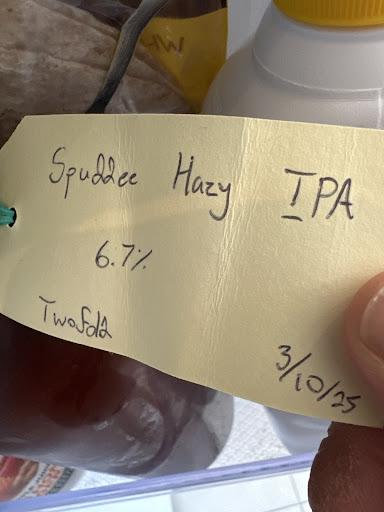 Spuddee Hazy IPA
6.7%
Twofold
3/10/25